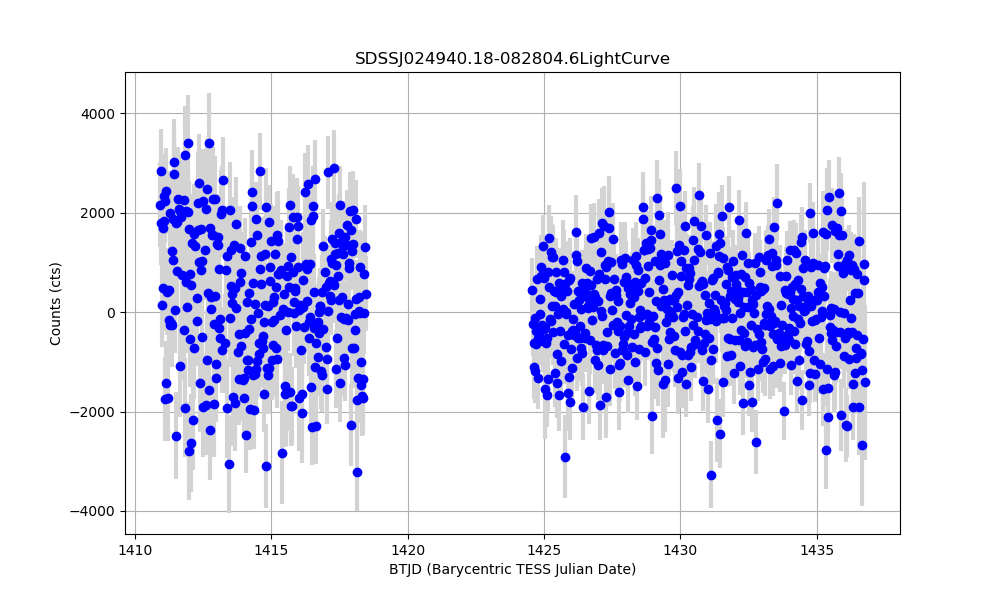 SDSSJ024940.18-082804.6LightCurve
Counts (cts)
4000
2000
0
−2000
−4000
1410 1415 1420 1425 1430 1435
BTJD (Barycentric TESS Julian Date)